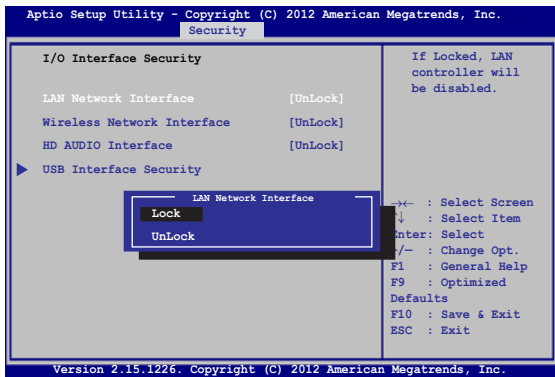 Aptio Setup Utility - Copyright (C) 2012 American Megatrends, Inc.
Security
I/O Interface Security
LAN Network Interface [UnLock]
Wireless Network Interface [UnLock]
HD AUDIO Interface [UnLock]
USB Interface Security
If Locked, LAN
controller will
be disabled.
LAN Network Interface
Lock
UnLock
→← : Select Screen
↑↓ : Select Item
Enter: Select
+/— : Change Opt.
F1 : General Help
F9 : Optimized
Defaults
F10 : Save & Exit
ESC : Exit
Version 2.15.1226. Copyright (C) 2012 American Megatrends, Inc.